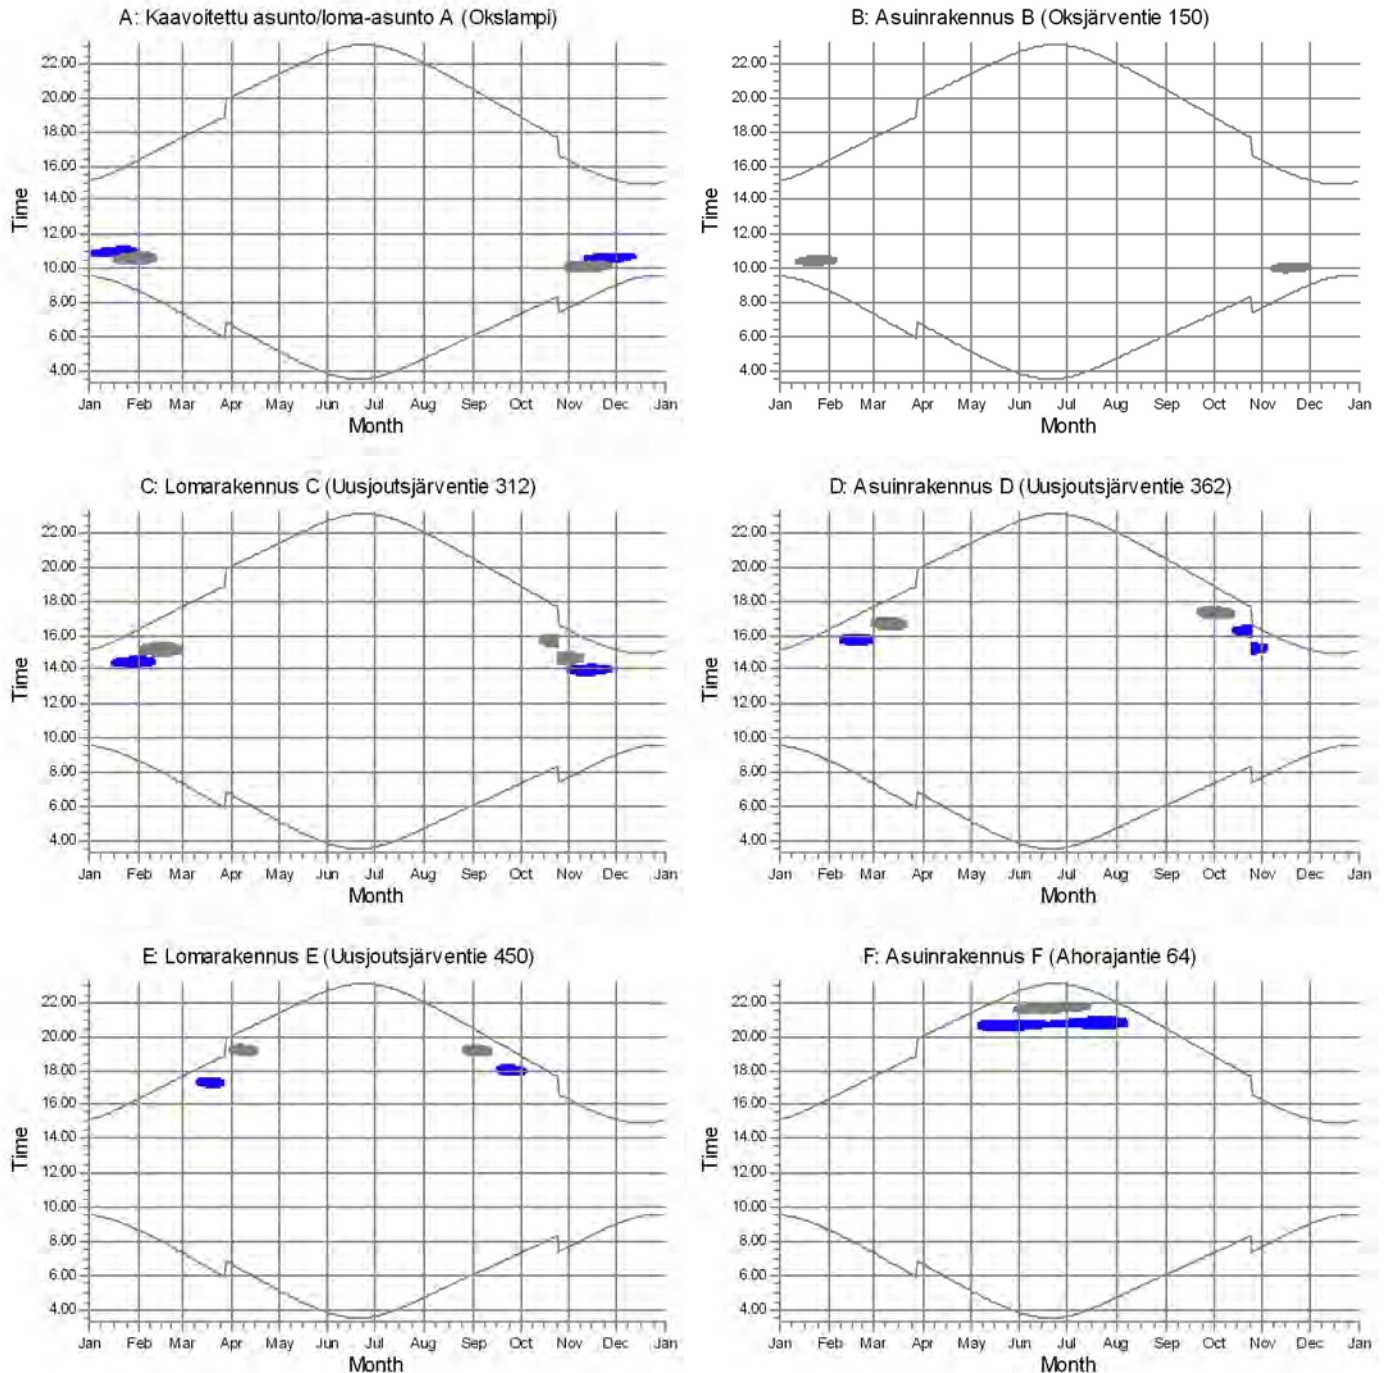 A: Kaavoitettu asunto/loma-asunto A (Okslampi)
22.00
20.00
18.00
16.00
14.00
12.00
10.00
8.00
6.00
4.00
Time
Jan Feb Mar Apr May Jun Jul Aug Sep Oct Nov Dec Jan
Month
B: Asuinrakennus B (Oksjärventie 150)
22.00
20.00
18.00
16.00
14.00
12.00
10.00
8.00
6.00
4.00
Time
Jan Feb Mar Apr May Jun Jul Aug Sep Oct Nov Dec Jan
Month
C: Lomarakennus C (Uusjoutsjärventie 312)
22.00
20.00
18.00
16.00
14.00
12.00
10.00
8.00
6.00
4.00
Time
Jan Feb Mar Apr May Jun Jul Aug Sep Oct Nov Dec Jan
Month
D: Asuinrakennus D (Uusjoutsjärventie 362)
22.00
20.00
18.00
16.00
14.00
12.00
10.00
8.00
6.00
4.00
Time
Jan Feb Mar Apr May Jun Jul Aug Sep Oct Nov Dec Jan
Month
E: Lomarakennus E (Uusjoutsjärventie 450)
22.00
20.00
18.00
16.00
14.00
12.00
10.00
8.00
6.00
4.00
Time
Jan Feb Mar Apr May Jun Jul Aug Sep Oct Nov Dec Jan
Month
F: Asuinrakennus F (Ahorajantie 64)
22.00
20.00
18.00
16.00
14.00
12.00
10.00
8.00
6.00
4.00
Time
Jan Feb Mar Apr May Jun Jul Aug Sep Oct Nov Dec Jan
Month